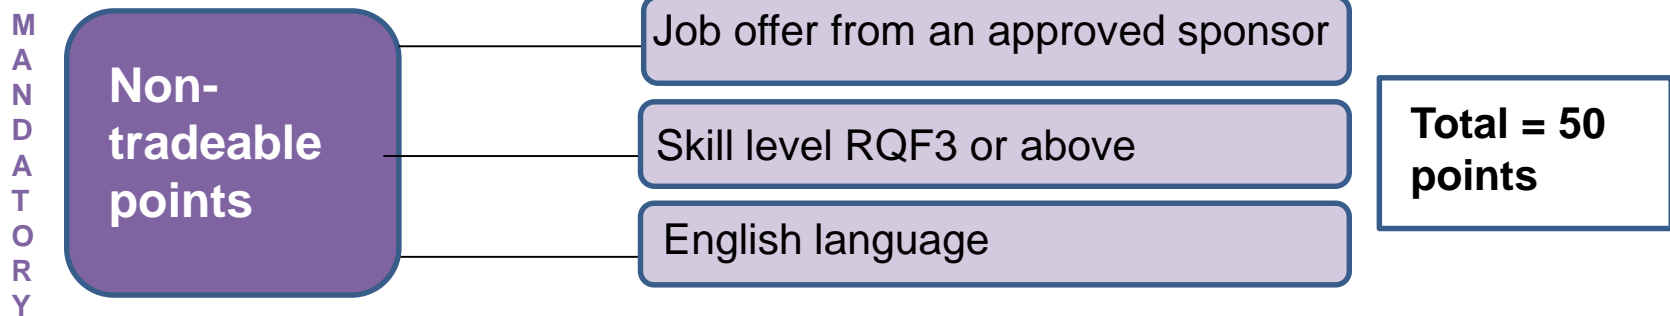 MANDATORY
Non-
tradeable
points
Job offer from an approved sponsor
Skill level RQF3 or above
English language
Total = 50
points